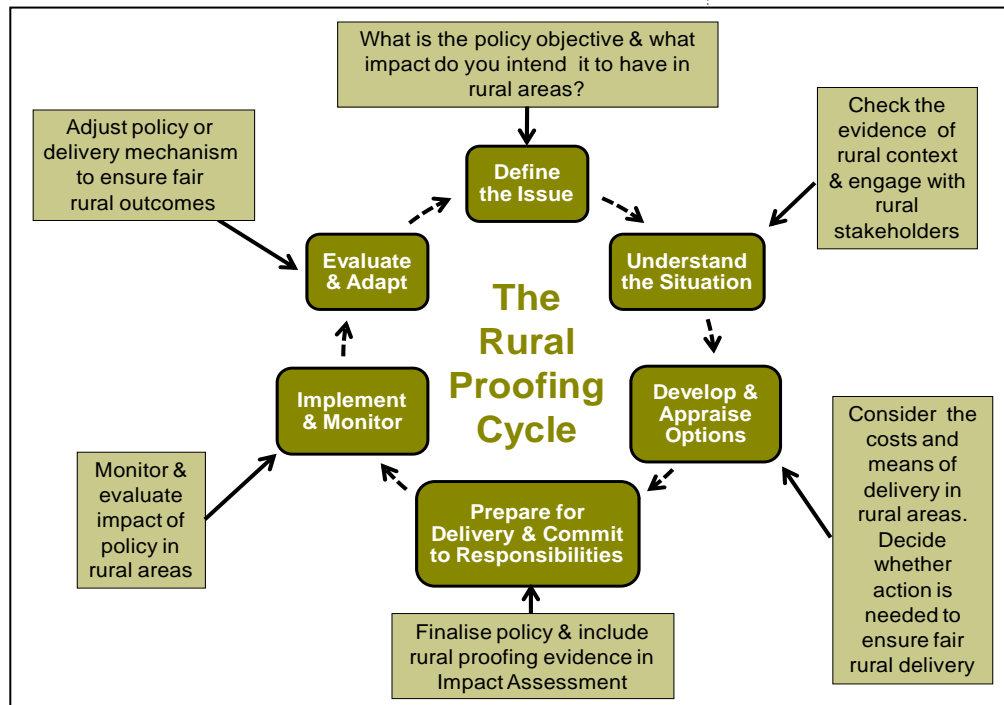 What is the policy objective & what
impact do you intend it to have in
rural areas?
Check the
evidence of
rural context
& engage with
rural
stakeholders
Adjust policy or
delivery mechanism
to ensure fair
rural outcomes
Define
the Issue
Evaluate
& Adapt
Understand
the Situation
The
Rural
Proofing
Cycle
Implement
& Monitor
Develop &
Appraise
Options
Consider the
costs and
means of
delivery in
rural areas.
Decide
whether
action is
needed to
ensure fair
rural delivery
Monitor &
evaluate
impact of
policy in
rural areas
Prepare for
Delivery & Commit
to Responsibilities
Finalise policy & include
rural proofing evidence in
Impact Assessment